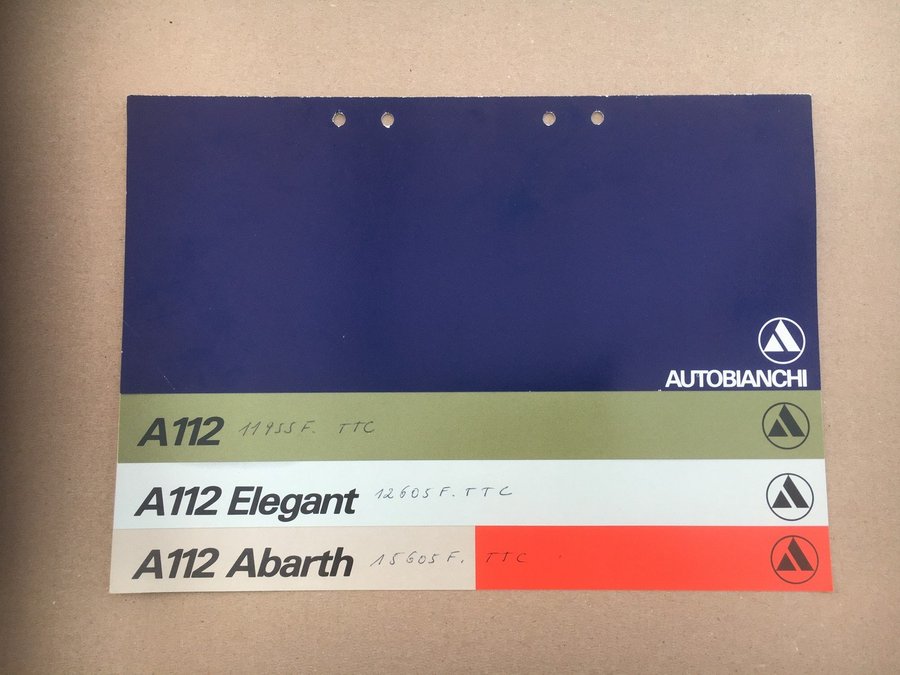 AUTOBIANCHI
A112 11955 F. TTC
A112 Elegant 12605 F. TTC
A112 Abarth 15605 F. TTC